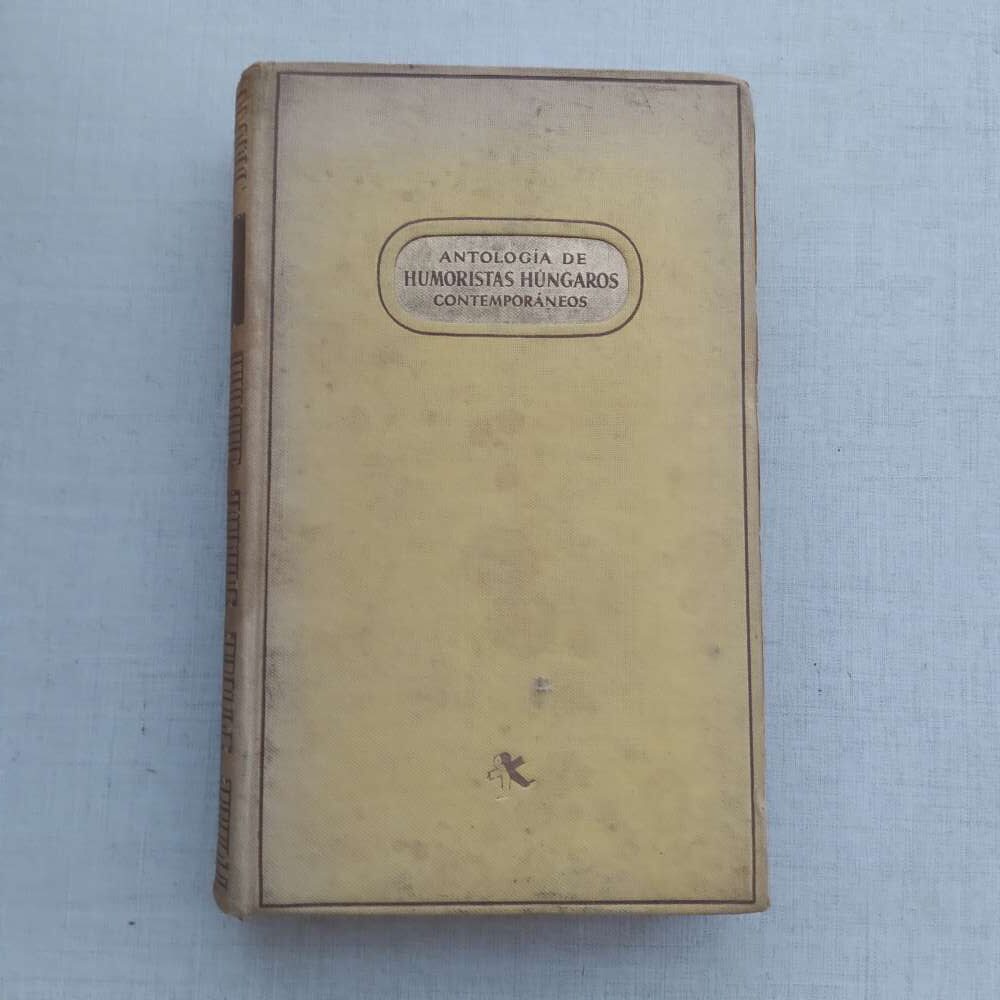 ANTOLOGÍA DE
HUMORISTAS HÚNGAROS
CONTEMPORÁNEOS